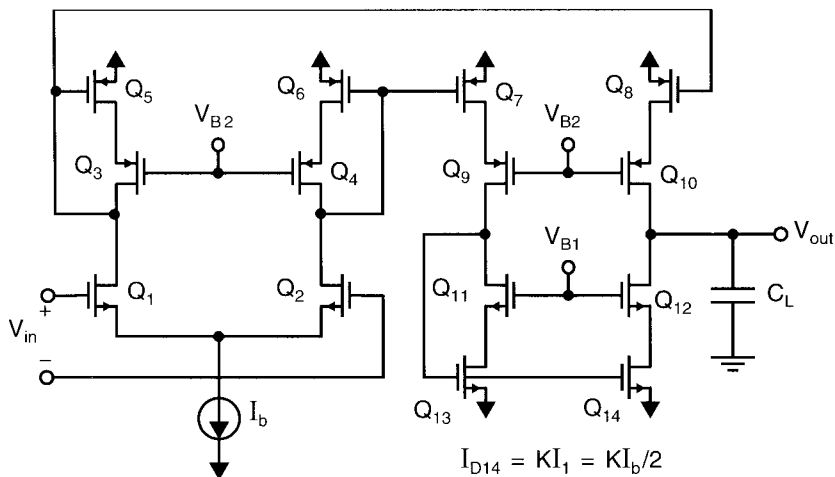 Q5
Q6
Q7
Q8
VB2
VB2
Q3
Q4
Q9
Q10
Vout
VB1
Q1
Q2
Q11
Q12
CL
+
Vin
−
Ib
Q13
Q14
ID14 = KI1 = KIb/2